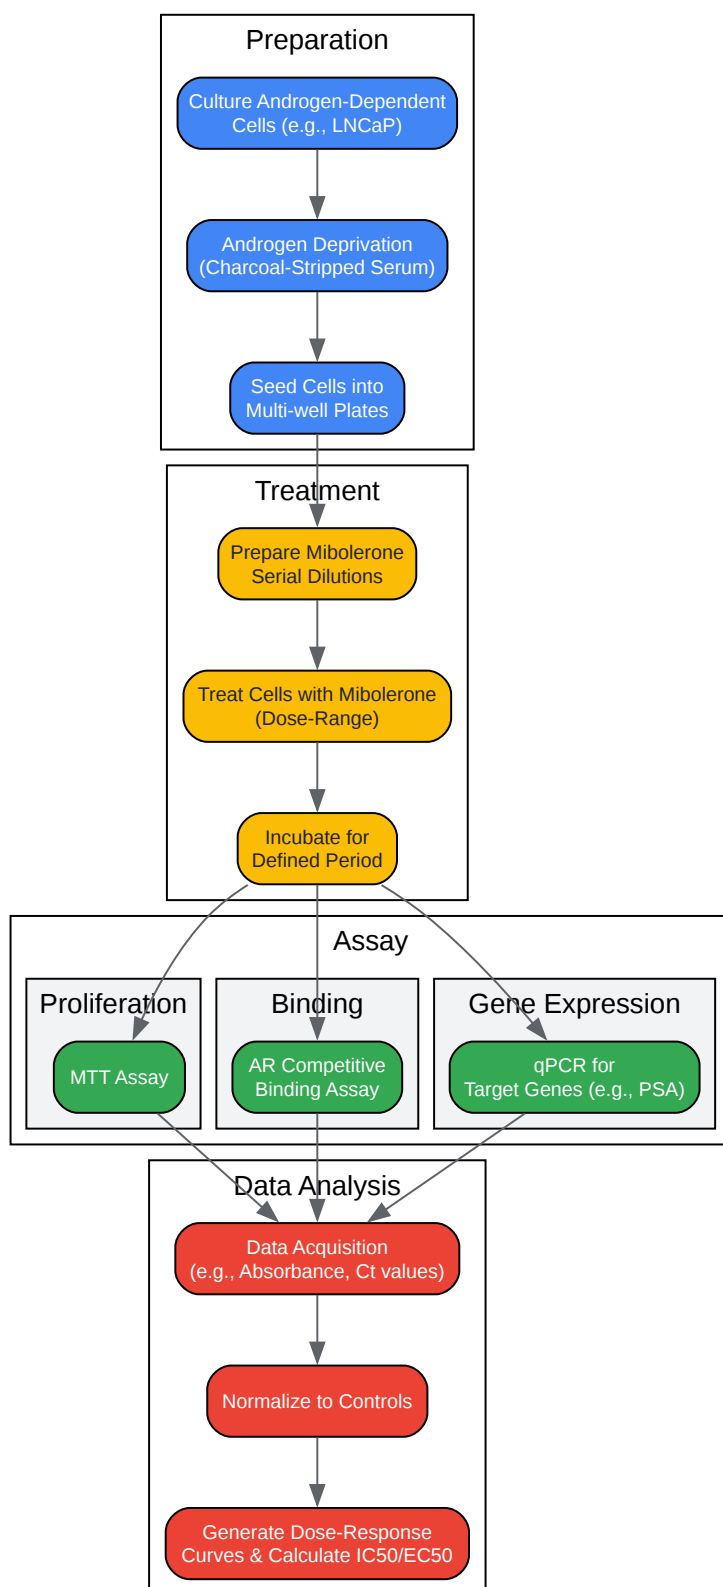 Preparation
Culture Androgen-Dependent
Cells (e.g., LNCaP)
Androgen Deprivation
(Charcoal-Stripped Serum)
Seed Cells into
Multi-well Plates
Treatment
Prepare Mibolerone
Serial Dilutions
Treat Cells with Mibolerone
(Dose-Range)
Incubate for
Defined Period
Assay
Proliferation
MTT Assay
Binding
AR Competitive
Binding Assay
Gene Expression
qPCR for
Target Genes (e.g., PSA)
Data Analysis
Data Acquisition
(e.g., Absorbance, Ct values)
Normalize to Controls
Generate Dose-Response
Curves & Calculate IC50/EC50